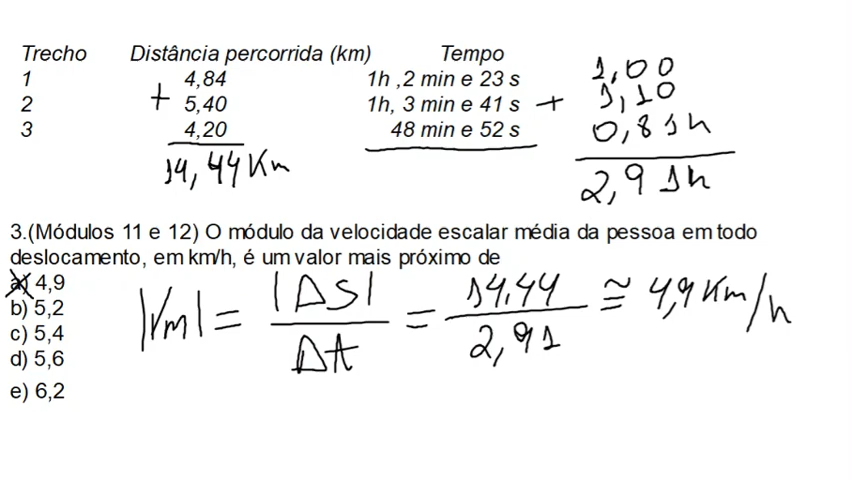 Trecho Distância percorrida (km) Tempo
1 4,84 1h ,2 min e 23 s 1,00
2 + 5,40 1h, 3 min e 41 s + 1,10
3 4,20 48 min e 52 s 0,81h
14,44 Km 2,91h
3.(Módulos 11 e 12) O módulo da velocidade escalar média da pessoa em todo
deslocamento, em km/h, é um valor mais próximo de
a) 4,9
b) 5,2
c) 5,4
d) 5,6
e) 6,2
|Vm| = |ΔS| / Δt = 14,44 / 2,91 ≅ 4,9 Km/h